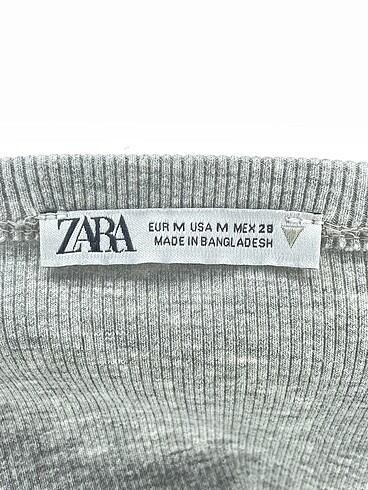 ZARA
EUR M USA M MEX 28
MADE IN BANGLADESH